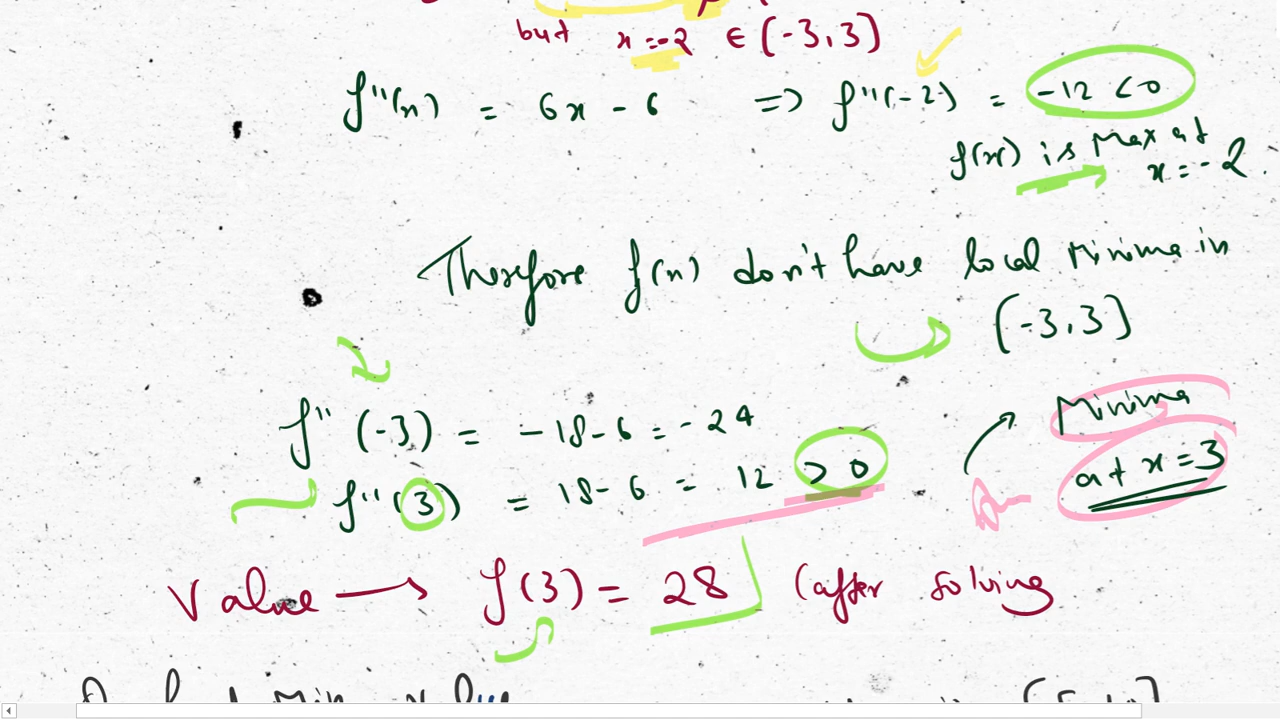 but x = -2 ∈ (-3,3)
f''(x) = 6x - 6 => f''(-2) = -12 < 0
f(x) is Max at
x = -2.
Therefore f(x) don't have local Minima in
(-3,3)
f'' (-3) = -18-6 = -24
Minima
f''(3) = 18-6 = 12 > 0
at x = 3
Value → f(3) = 28 (after solving